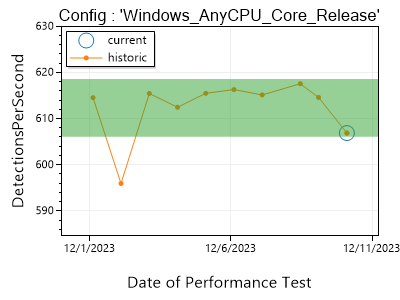 Config : 'Windows_AnyCPU_Core_Release'
630
620
610
600
590
current
historic
DetectionsPerSecond
12/1/2023
12/6/2023
12/11/2023
Date of Performance Test